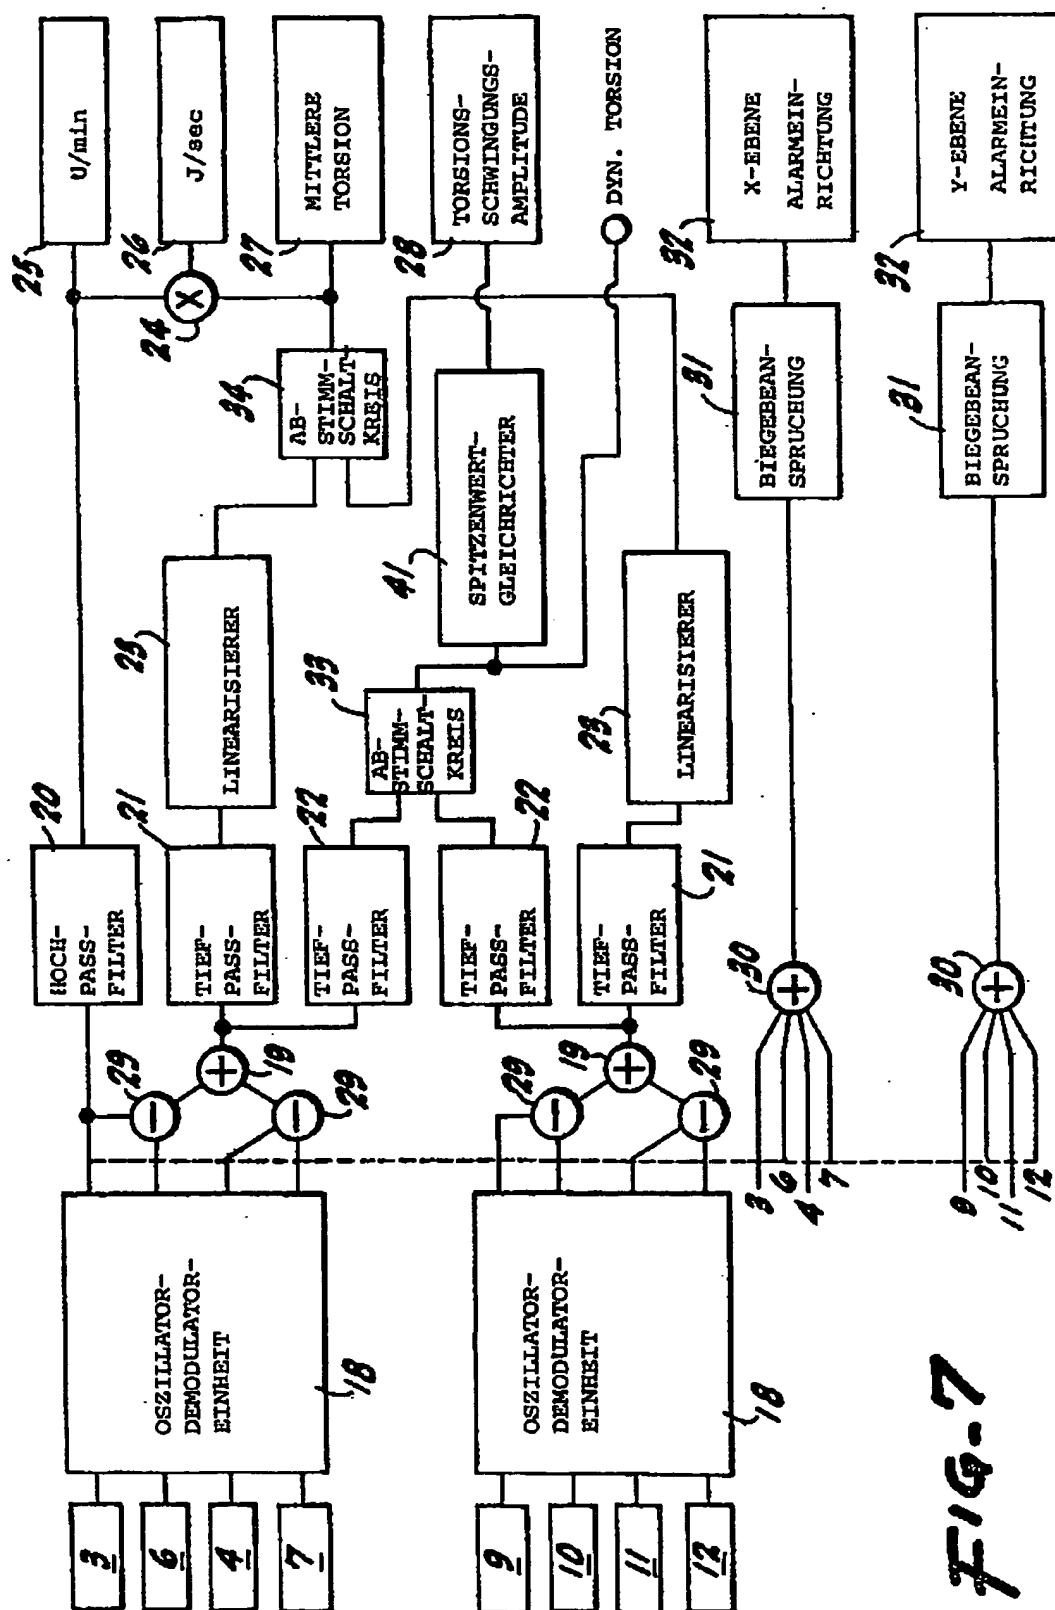 3
6
4
7
OSZILLATOR-
DEMODULATOR-
EINHEIT
18
29
29
19
HOCH-
PASS-
FILTER
20
TIEF-
PASS-
FILTER
21
TIEF-
PASS-
FILTER
22
LINEARISIERER
23
AB-
STIMM-
SCHALT-
KREIS
34
24
X
U/min
25
J/sec
26
MITTLERE
TORSION
27
9
10
11
12
OSZILLATOR-
DEMODULATOR-
EINHEIT
18
29
29
19
TIEF-
PASS-
FILTER
22
TIEF-
PASS-
FILTER
21
AB-
STIMM-
SCHALT-
KREIS
33
SPITZENWERT-
GLEICHRICHTER
41
TORSIONS-
SCHWINGUNGS-
AMPLITUDE
28
DYN. TORSION
LINEARISIERER
23
3
6
4
7
30
BIEGEBEAN-
SPRUCHUNG
31
X-EBENE
ALARMEIN-
RICHTUNG
32
9
10
11
12
30
BIEGEBEAN-
SPRUCHUNG
31
Y-EBENE
ALARMEIN-
RICHTUNG
32
FIG-7